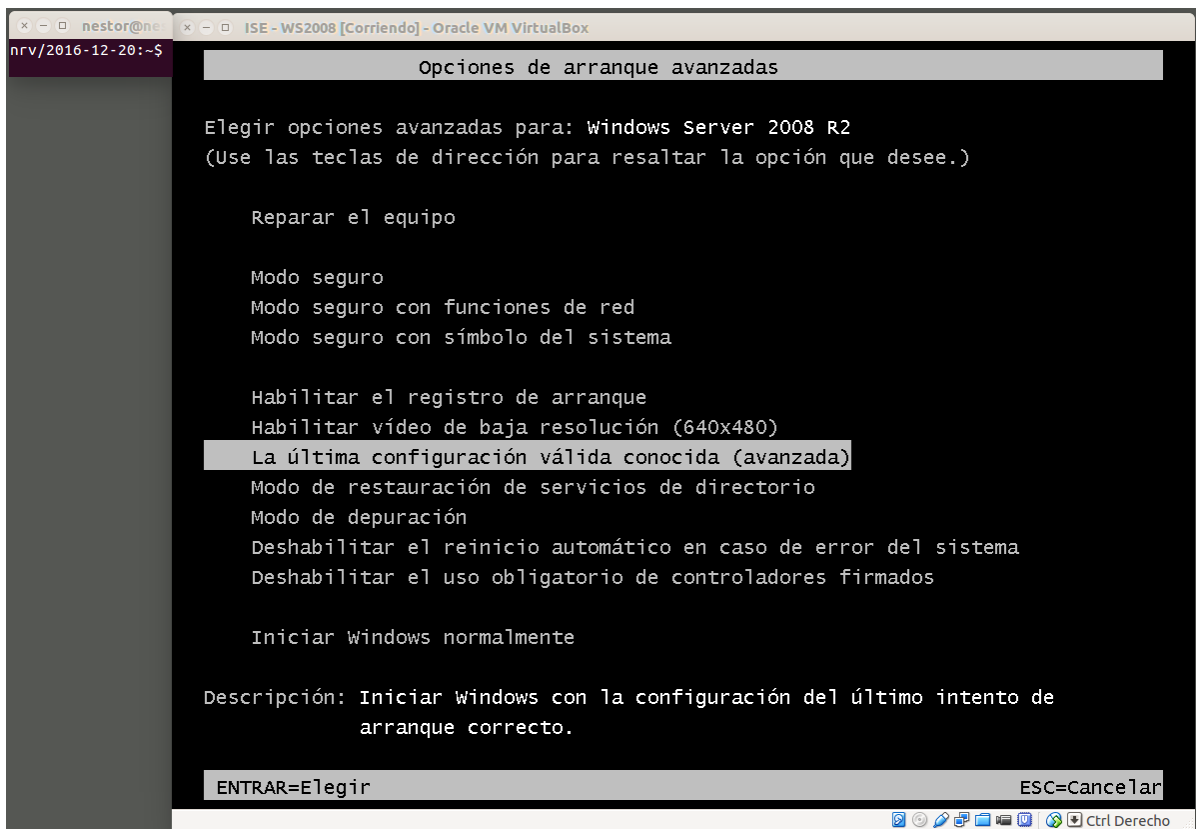 nestor@ne
ISE - WS2008 [Corriendo] - Oracle VM VirtualBox
nrv/2016-12-20:~$
Opciones de arranque avanzadas
Elegir opciones avanzadas para: Windows Server 2008 R2
(Use las teclas de dirección para resaltar la opción que desee.)
Reparar el equipo
Modo seguro
Modo seguro con funciones de red
Modo seguro con símbolo del sistema
Habilitar el registro de arranque
Habilitar vídeo de baja resolución (640x480)
La última configuración válida conocida (avanzada)
Modo de restauración de servicios de directorio
Modo de depuración
Deshabilitar el reinicio automático en caso de error del sistema
Deshabilitar el uso obligatorio de controladores firmados
Iniciar Windows normalmente
Descripción: Iniciar Windows con la configuración del último intento de
arranque correcto.
ENTRAR=Elegir ESC=Cancelar
Ctrl Derecho